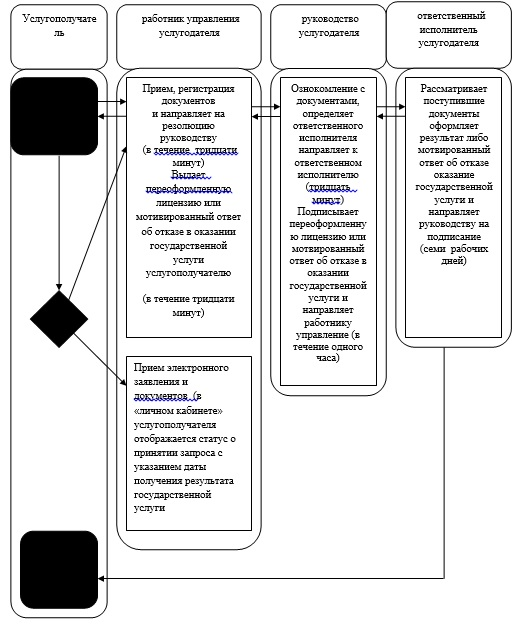 Услугополучате
ль
работник управления
услугодателя
руководство
услугодателя
ответственный
исполнитель
услугодателя
Прием, регистрация
документов
и направляет на
резолюцию
руководству
(в течение тридцати
минут)
Выдает
переоформленную
лицензию или
мотивированный ответ
об отказе в оказании
государственной
услуги
услугополучателю
(в течение тридцати
минут)
Ознокомление с
документами,
определяет
ответственого
исполнителя
направляет к
ответственом
исполнителю
(тридцать
минут)
Подписывает
переоформленну
ю лицензию или
мотвированный
ответ об отказе в
оказании
государственной
услуги и
направляет
работнику
управление (в
течение одного
часа)
Рассматривает
поступившие
документы
оформляет
результат либо
мотвированный
ответ об отказе
оказание
государственной
услуги и
направляет
руководству на
подписание
(семи рабочих
дней)
Прием электронного
заявления и
документов (в
«личном кабинете»
услугополучателя
отображается статус о
принятии запроса с
указанием даты
получения результата
государственной
услуги